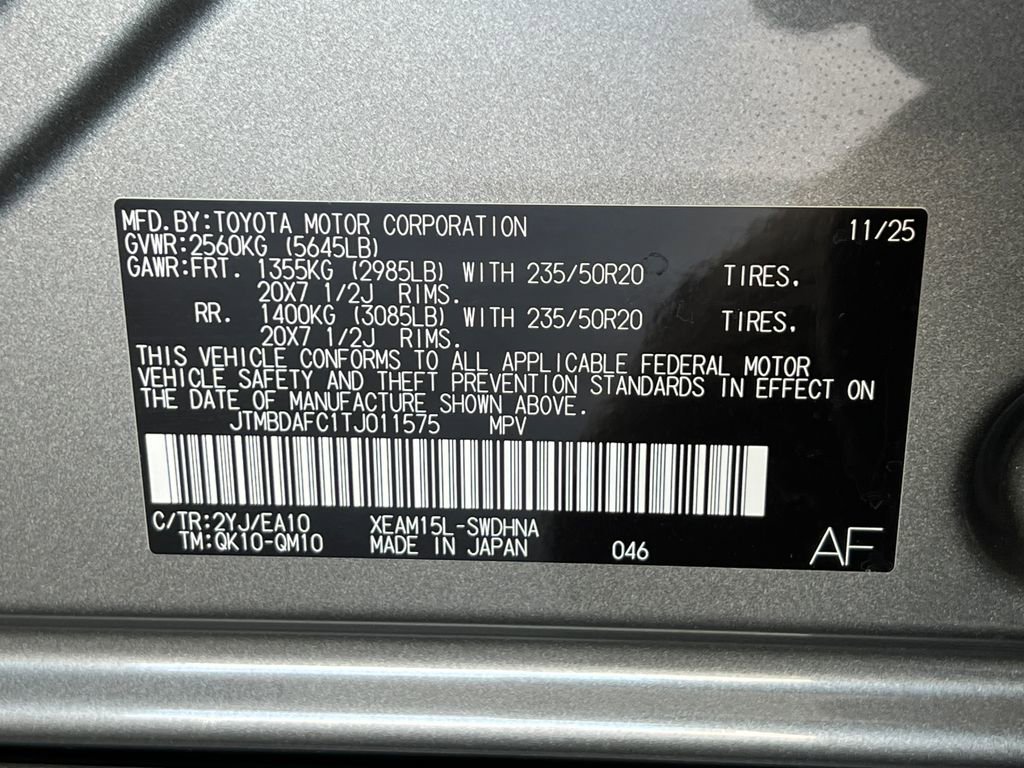 MFD.BY:TOYOTA MOTOR CORPORATION 11/25
GVWR:2560KG (5645LB)
GAWR:FRT. 1355KG (2985LB) WITH 235/50R20 TIRES.
20X7 1/2J RIMS.
RR. 1400KG (3085LB) WITH 235/50R20 TIRES.
20X7 1/2J RIMS.
THIS VEHICLE CONFORMS TO ALL APPLICABLE FEDERAL MOTOR
VEHICLE SAFETY AND THEFT PREVENTION STANDARDS IN EFFECT ON
THE DATE OF MANUFACTURE SHOWN ABOVE.
JTMBDAFC1TJ011575 MPV
C/TR:2YJ/EA10 XEAM15L-SWDHNA
TM:QK10-QM10 MADE IN JAPAN 046 AF